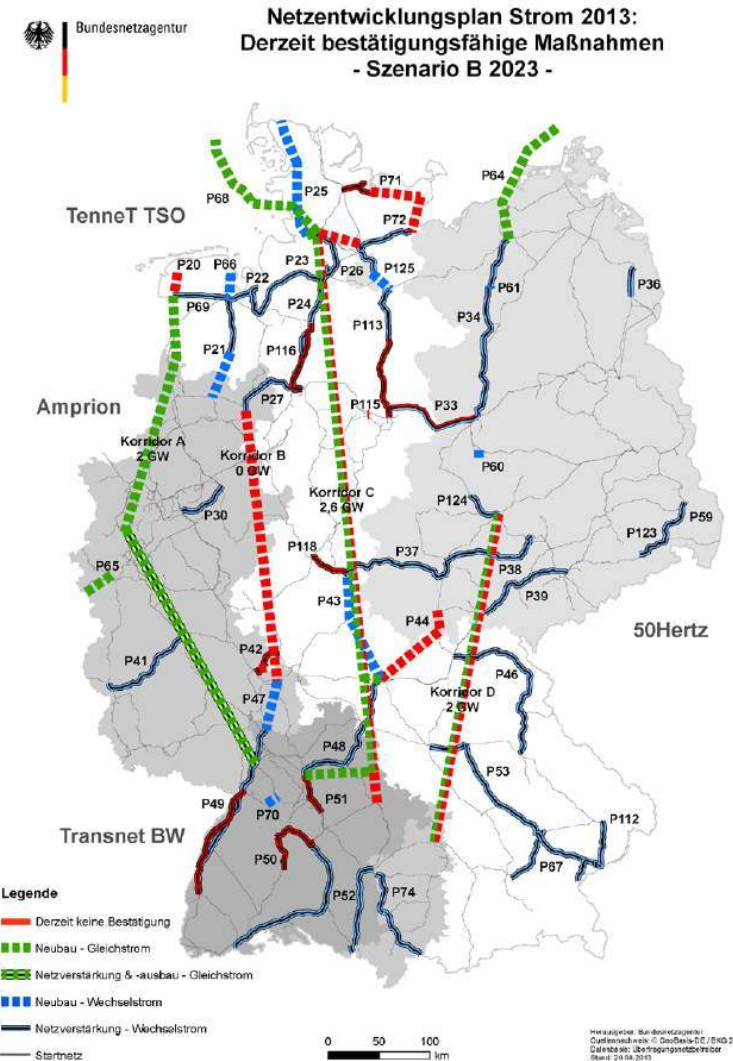 Bundesnetzagentur
Netzentwicklungsplan Strom 2013:
Derzeit bestätigungsfähige Maßnahmen
- Szenario B 2023 -
P71
P64
P25
P68
TenneT TSO
P72
P20
P66
P23
P22
P26
P125
P61
P36
P69
P24
P34
P113
P21
P116
P27
P115
P33
Amprion
Korridor A
2 GW
Korridor B
0 GW
P60
Korridor C
2,6 GW
P30
P124
P59
P123
P118
P37
P65
P38
P43
P39
P44
50Hertz
P42
P41
P46
P47
Korridor D
2 GW
P48
P53
P49
P51
P70
P112
Transnet BW
P50
P67
P52
P74
Legende
Derzeit keine Bestätigung
Neubau - Gleichstrom
Netzverstärkung & -ausbau - Gleichstrom
Neubau - Wechselstrom
Netzverstärkung - Wechselstrom
Startnetz
0 50 100
km
Herausgeber: Bundesnetzagentur
Quellnachweis: © GeoBasis-DE / BKG 2
Datenbasis: Übertragungsnetzbetreiber